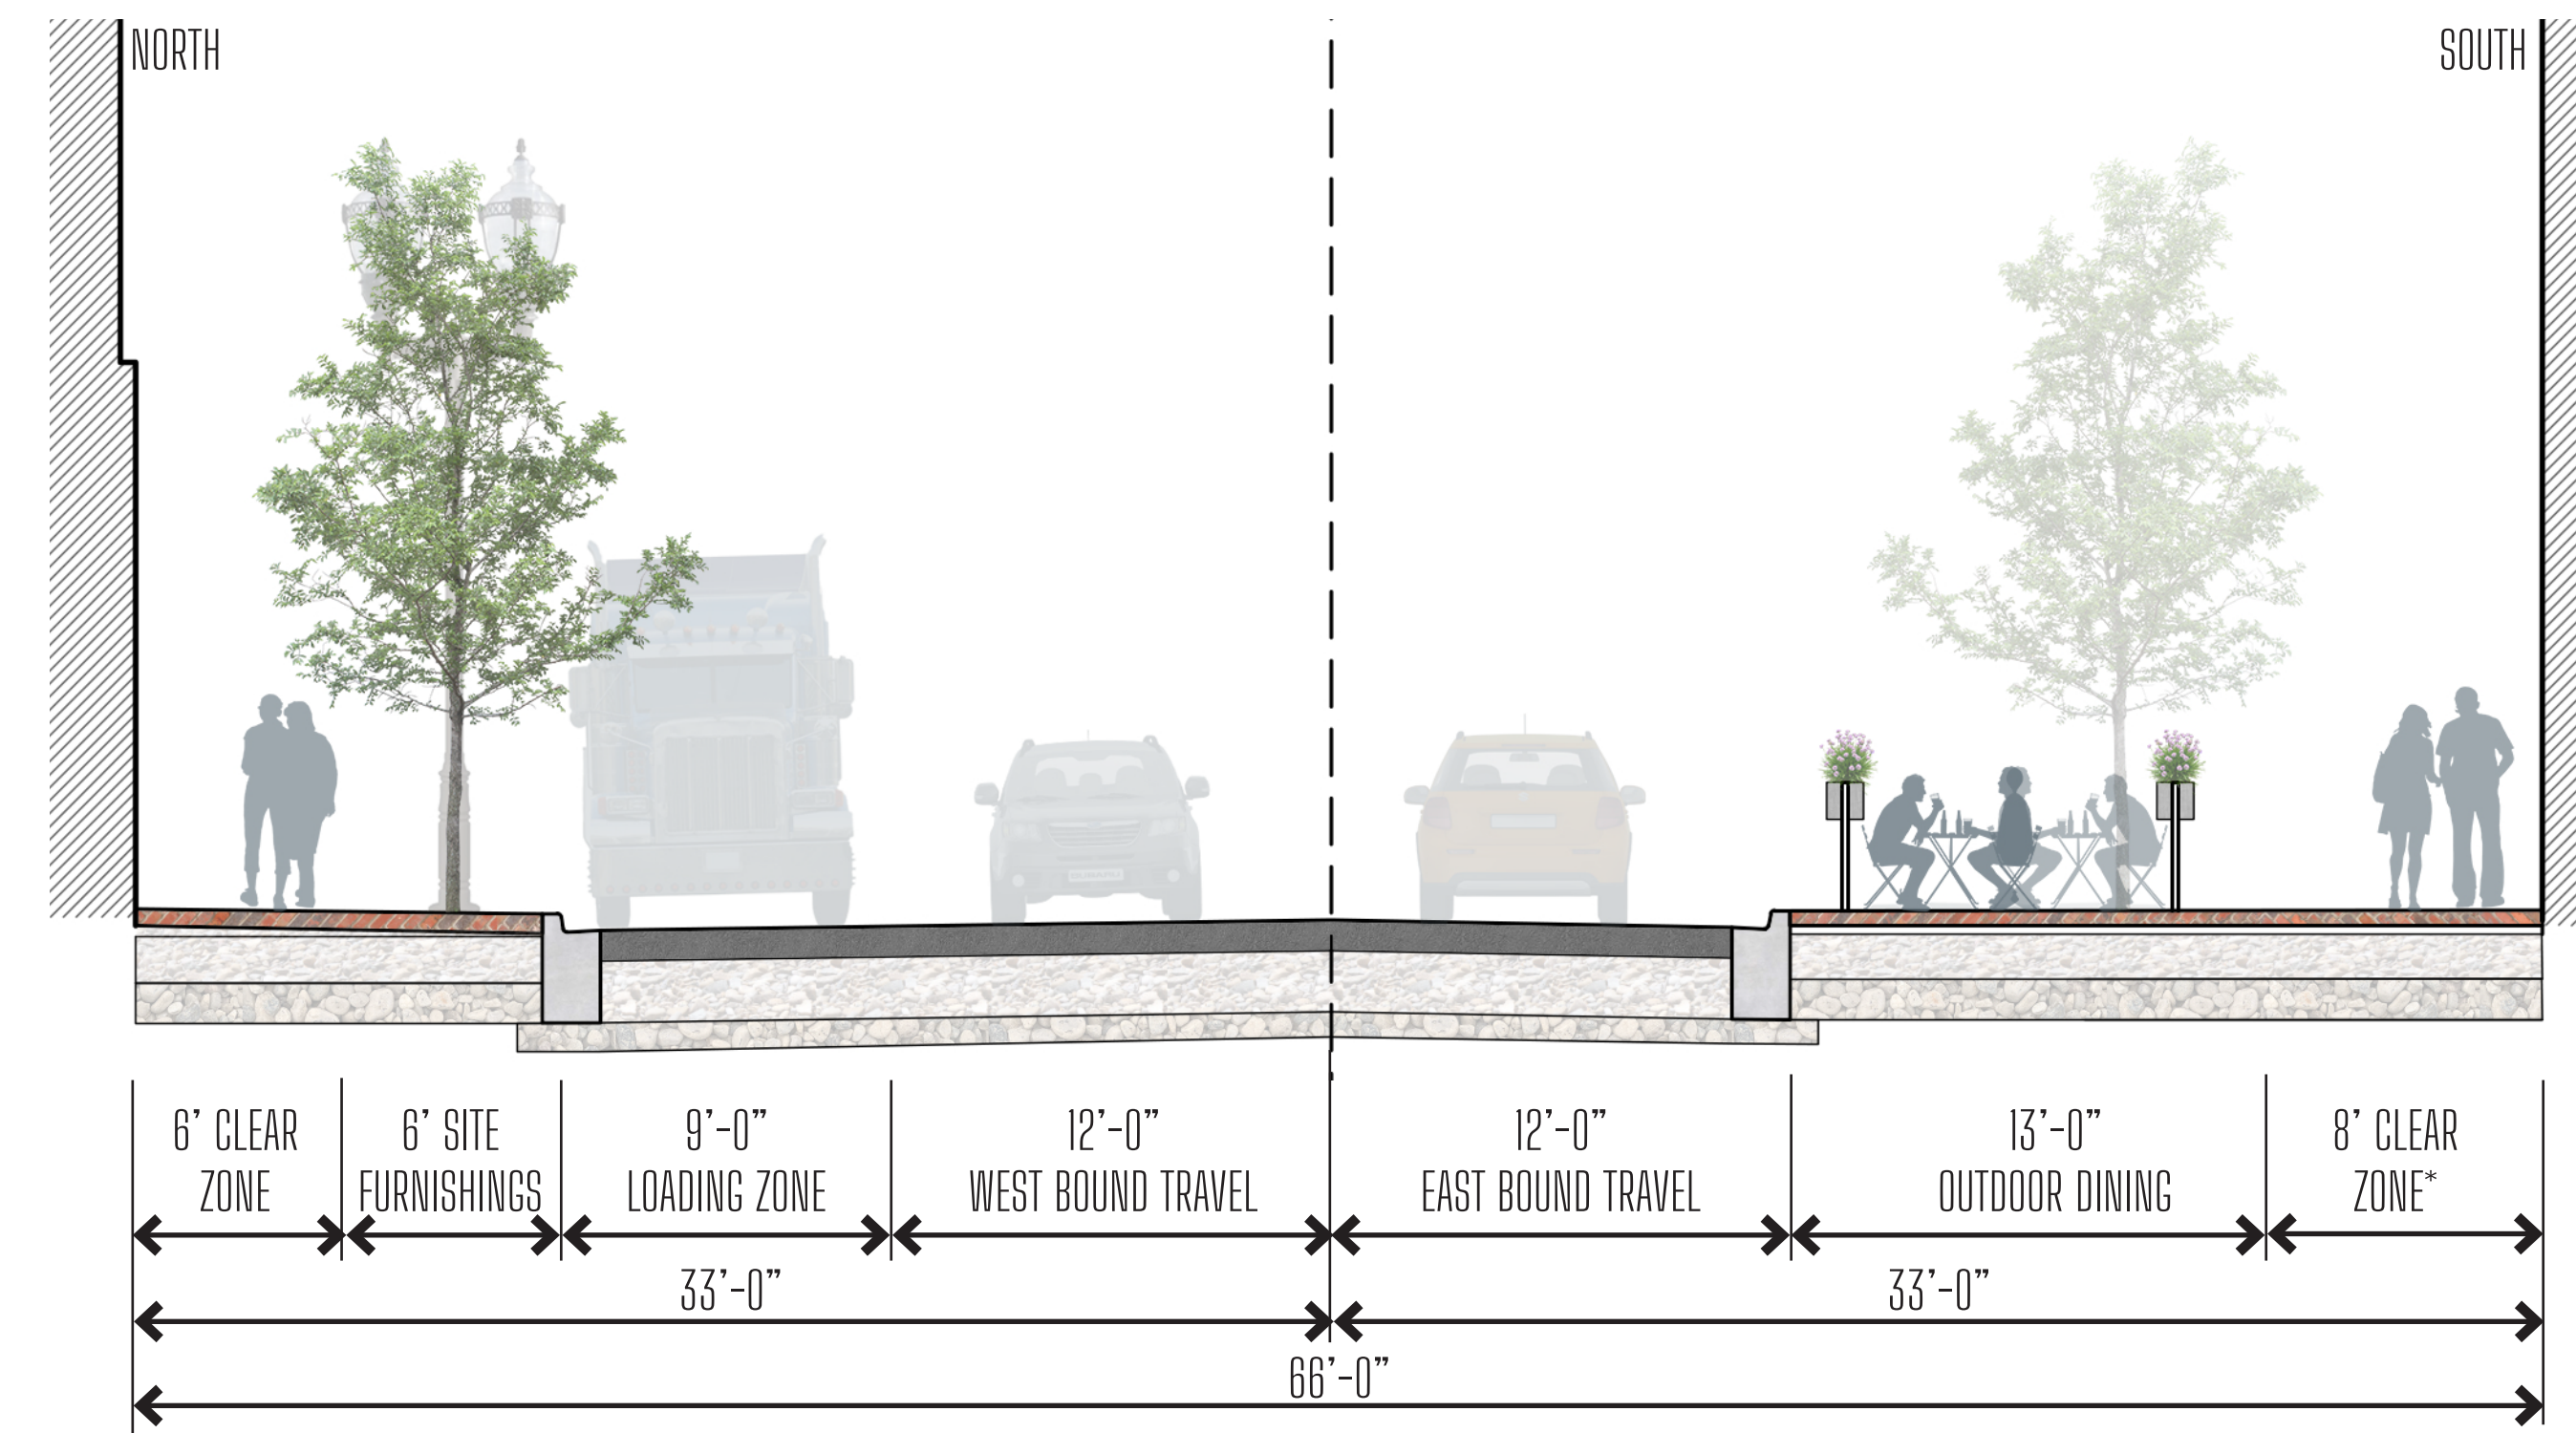 NORTH
SOUTH
SUBARU
6’ CLEAR
ZONE
6’ SITE
FURNISHINGS
9’-0”
LOADING ZONE
12’-0”
WEST BOUND TRAVEL
12’-0”
EAST BOUND TRAVEL
13’-0”
OUTDOOR DINING
8’ CLEAR
ZONE*
33’-0”
33’-0”
66’-0”